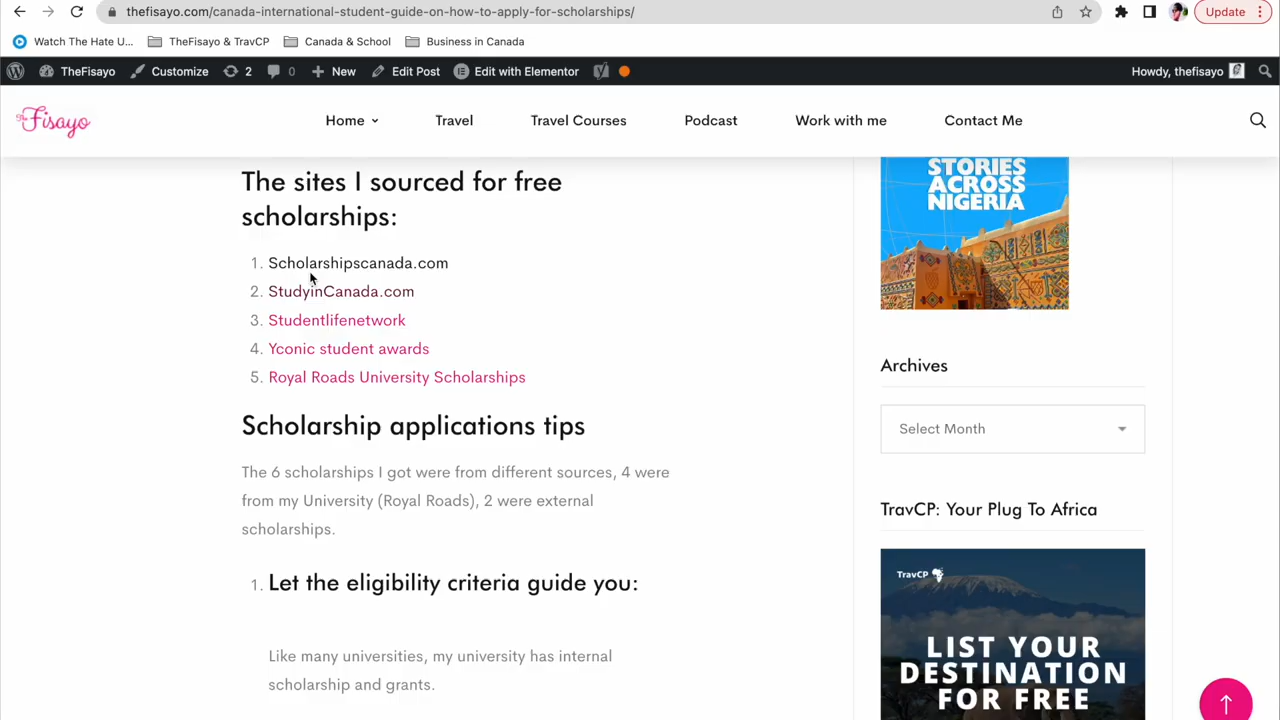 thefisayo.com/canada-international-student-guide-on-how-to-apply-for-scholarships/
Update
Watch The Hate U...
TheFisayo & TravCP
Canada & School
Business in Canada
TheFisayo
Customize
2
0
New
Edit Post
Edit with Elementor
Howdy, thefisayo
The Fisayo
Home
Travel
Travel Courses
Podcast
Work with me
Contact Me
The sites I sourced for free
scholarships:
1. Scholarshipscanada.com
2. StudyinCanada.com
3. Studentlifenetwork
4. Yconic student awards
5. Royal Roads University Scholarships
Scholarship applications tips
The 6 scholarships I got were from different sources, 4 were
from my University (Royal Roads), 2 were external
scholarships.
1. Let the eligibility criteria guide you:
Like many universities, my university has internal
scholarship and grants.
STORIES
ACROSS
NIGERIA
Archives
Select Month
TravCP: Your Plug To Africa
TravCP
LIST YOUR
DESTINATION
FOR FREE